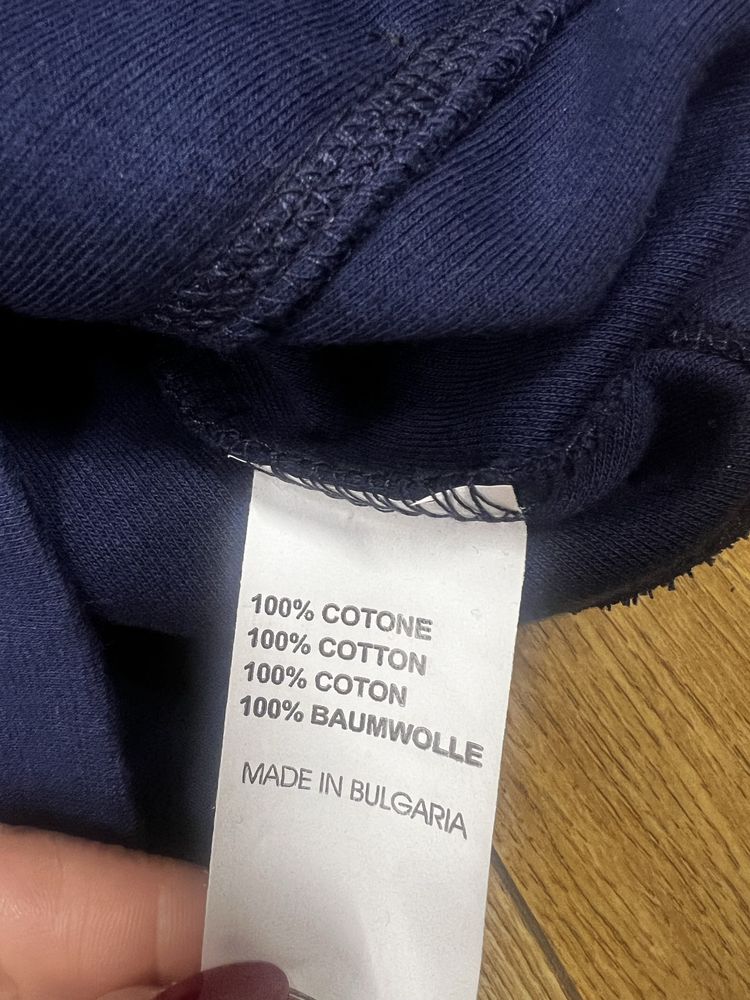 100% COTONE
100% COTTON
100% COTON
100% BAUMWOLLE
MADE IN BULGARIA